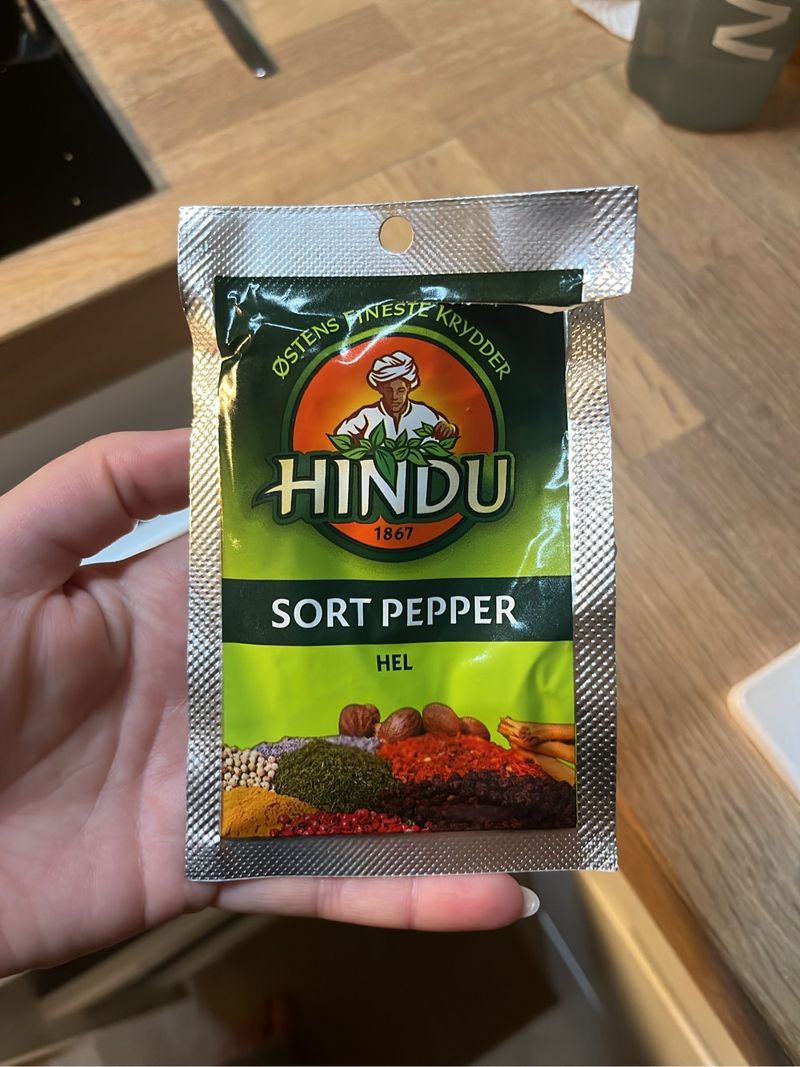 ØSTENS FINESTE KRYDDER
HINDU
1867
SORT PEPPER
HEL